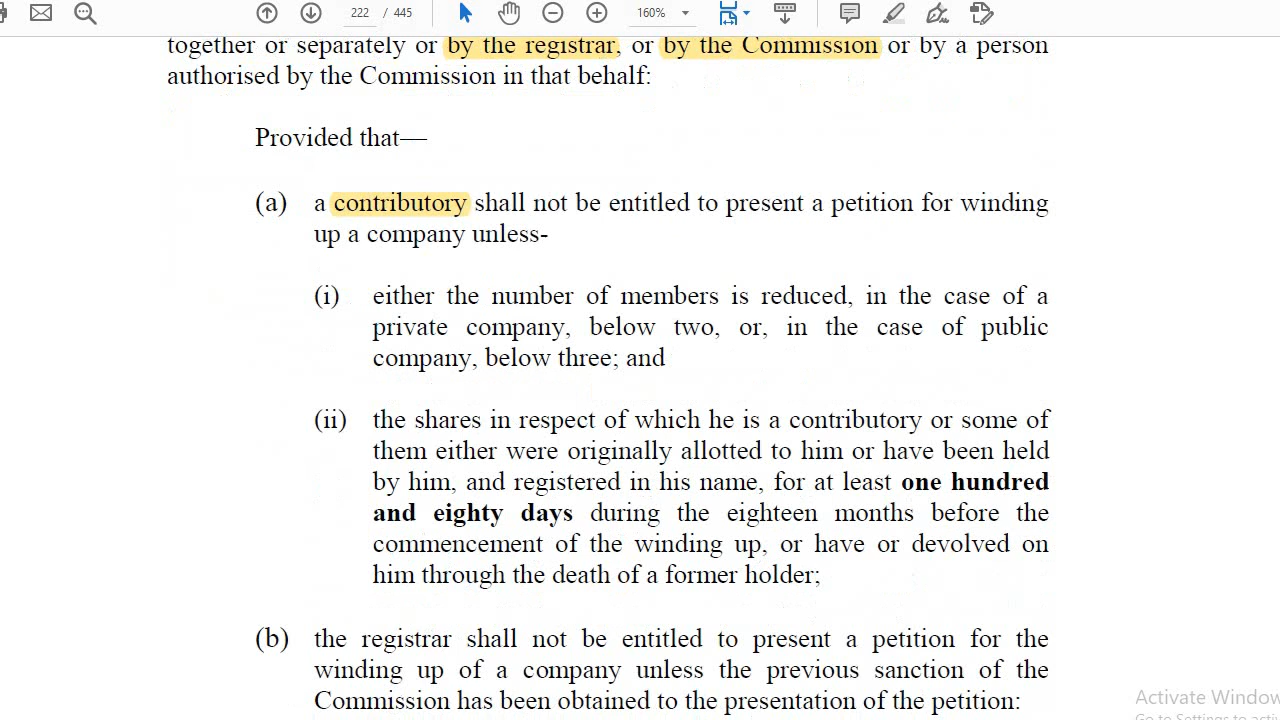 222 / 445
160%
together or separately or by the registrar, or by the Commission or by a person
authorised by the Commission in that behalf:
Provided that—
(a) a contributory shall not be entitled to present a petition for winding
up a company unless-
(i) either the number of members is reduced, in the case of a
private company, below two, or, in the case of public
company, below three; and
(ii) the shares in respect of which he is a contributory or some of
them either were originally allotted to him or have been held
by him, and registered in his name, for at least one hundred
and eighty days during the eighteen months before the
commencement of the winding up, or have or devolved on
him through the death of a former holder;
(b) the registrar shall not be entitled to present a petition for the
winding up of a company unless the previous sanction of the
Commission has been obtained to the presentation of the petition:
Activate Window
Go to Settings to acti